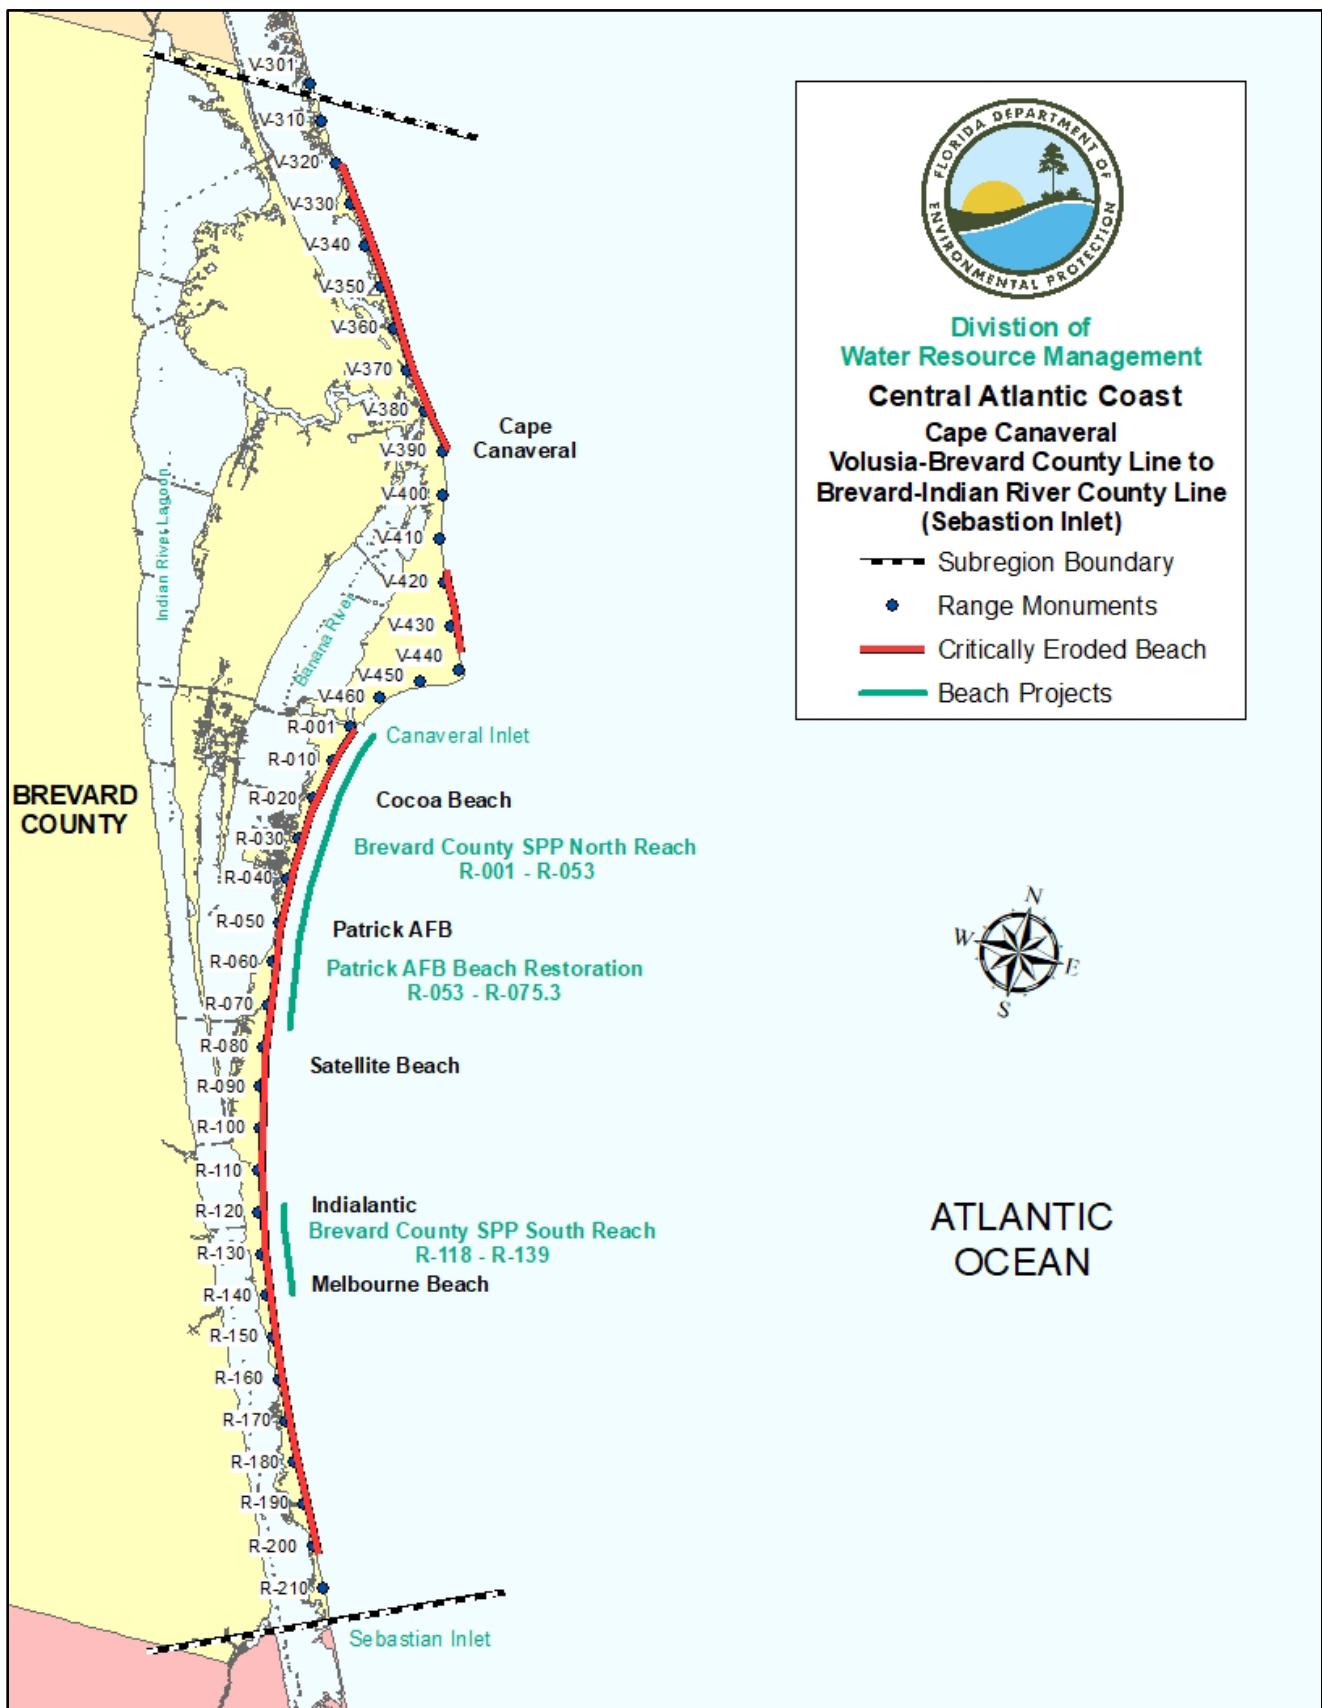 V-301
V-310
V-320
V-330
V-340
V-350
V-360
V-370
V-380
V-390
V-400
V-410
V-420
V-430
V-440
V-450
V-460
R-001
R-010
R-020
R-030
R-040
R-050
R-060
R-070
R-080
R-090
R-100
R-110
R-120
R-130
R-140
R-150
R-160
R-170
R-180
R-190
R-200
R-210
Indian River Lagoon
Banana River
BREVARD
COUNTY
Cape
Canaveral
Canaveral Inlet
Cocoa Beach
Brevard County SPP North Reach
R-001 - R-053
Patrick AFB
Patrick AFB Beach Restoration
R-053 - R-075.3
Satellite Beach
Indialantic
Brevard County SPP South Reach
R-118 - R-139
Melbourne Beach
Sebastian Inlet
FLORIDA DEPARTMENT OF
ENVIRONMENTAL PROTECTION
Divistion of
Water Resource Management
Central Atlantic Coast
Cape Canaveral
Volusia-Brevard County Line to
Brevard-Indian River County Line
(Sebastion Inlet)
Subregion Boundary
Range Monuments
Critically Eroded Beach
Beach Projects
N
W
E
S
ATLANTIC
OCEAN